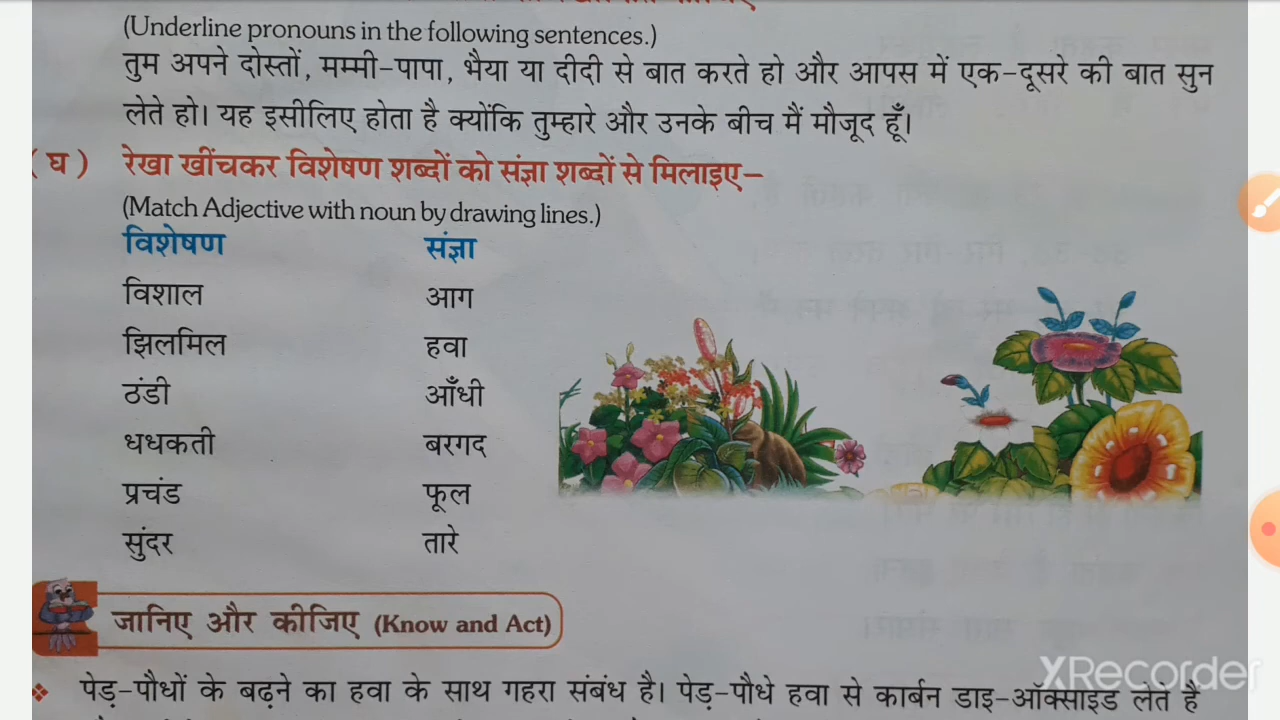 (Underline pronouns in the following sentences.)
तुम अपने दोस्तों, मम्मी-पापा, भैया या दीदी से बात करते हो और आपस में एक-दूसरे की बात सुन
लेते हो। यह इसीलिए होता है क्योंकि तुम्हारे और उनके बीच मैं मौजूद हूँ।
(घ) रेखा खींचकर विशेषण शब्दों को संज्ञा शब्दों से मिलाइए–
(Match Adjective with noun by drawing lines.)
विशेषण संज्ञा
विशाल आग
झिलमिल हवा
ठंडी आँधी
धधकती बरगद
प्रचंड फूल
सुंदर तारे
जानिए और कीजिए (Know and Act)
पेड़-पौधों के बढ़ने का हवा के साथ गहरा संबंध है। पेड़-पौधे हवा से कार्बन डाइ-ऑक्साइड लेते हैं
XRecorder